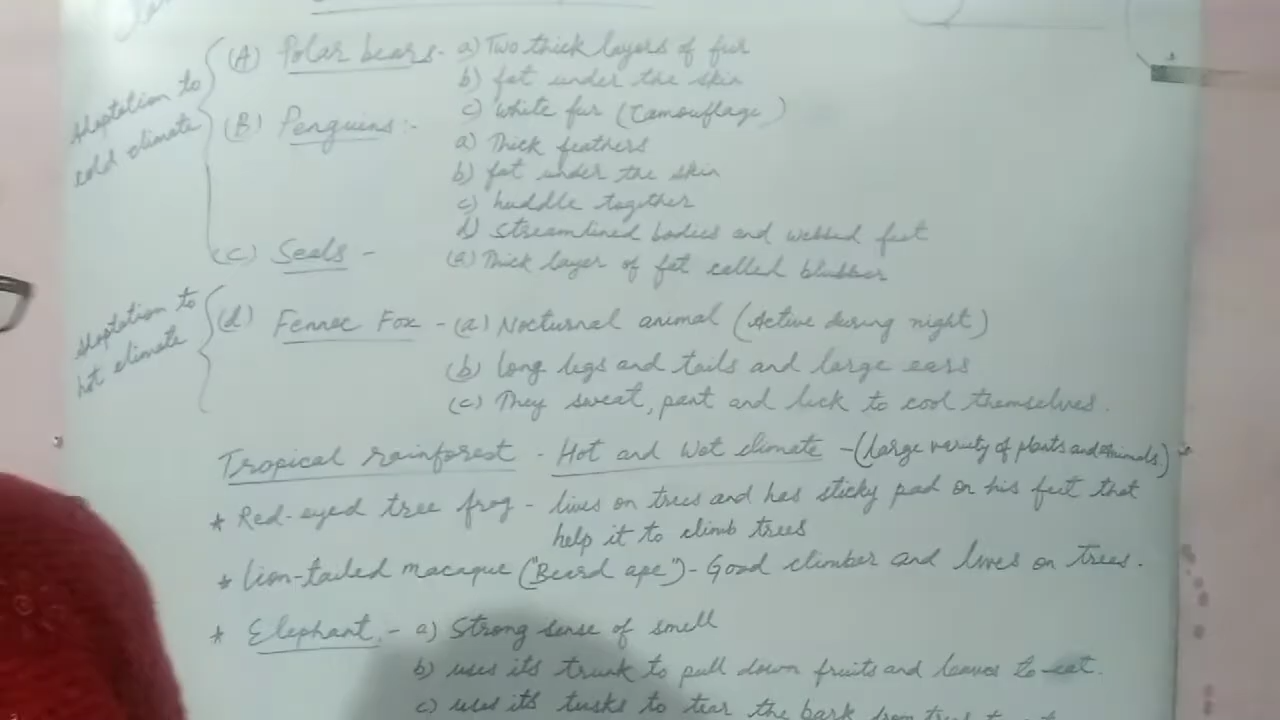 Adaptation to cold climate
(A) Polar bears - a) Two thick layers of fur
b) fat under the skin
c) white fur (Camouflage)
(B) Penguins :-
a) Thick feathers
b) fat under the skin
c) huddle together
d) streamlined bodies and webbed feet
(C) Seals - (a) Thick layer of fat called blubber
Adaptation to hot climate
(d) Fennec Fox - (a) Nocturnal animal (Active during night)
(b) long legs and tails and large ears
(c) They sweat, pant and lick to cool themselves.
Tropical rainforest - Hot and Wet climate - (large variety of plants and animals)
* Red-eyed tree frog - lives on trees and has sticky pad on his feet that
help it to climb trees
* Lion-tailed macaque ("Beard ape") - Good climber and lives on trees.
* Elephant - a) Strong sense of smell
b) uses its trunk to pull down fruits and leaves to eat.
c) uses its tusks to tear the bark from